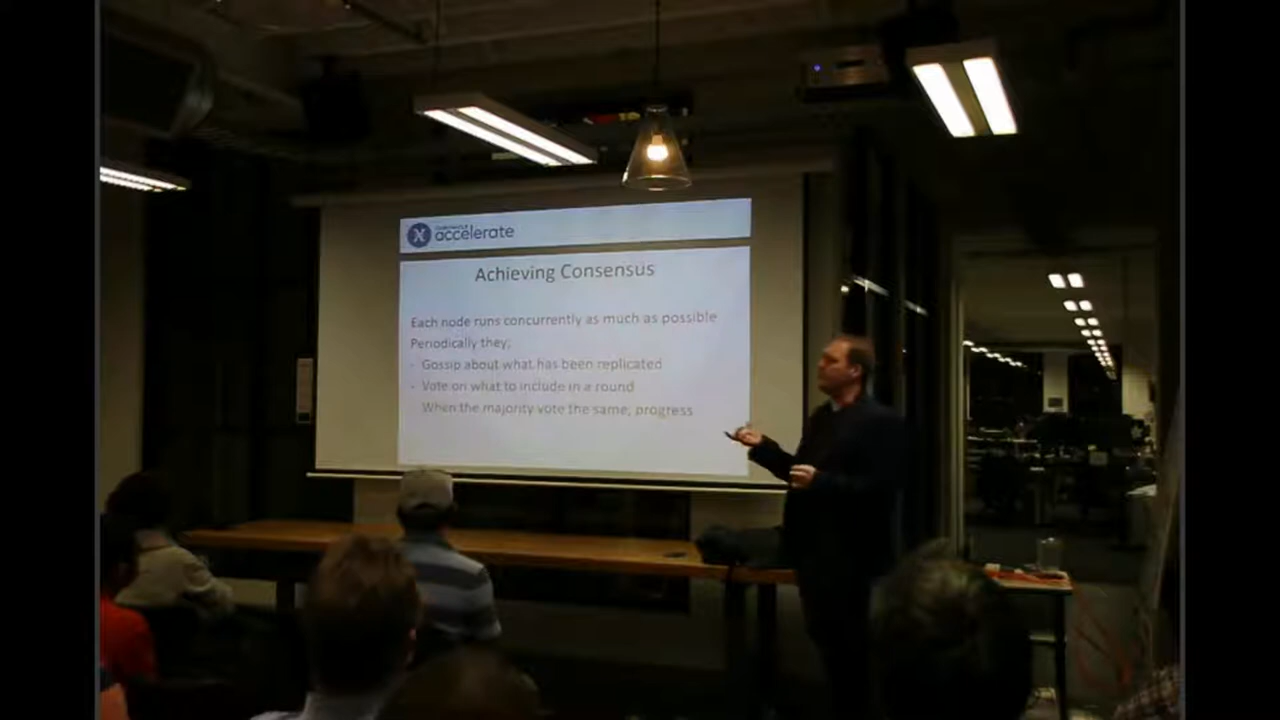 accelerate
Achieving Consensus
Each node runs concurrently as much as possible
Periodically they;
- Gossip about what has been replicated
- Vote on what to include in a round
When the majority vote the same, progress